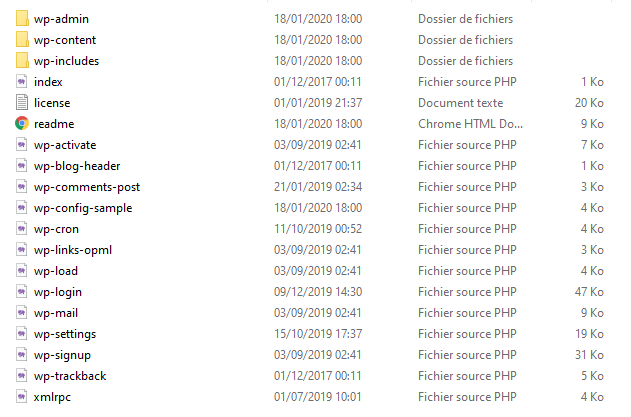 wp-admin 18/01/2020 18:00 Dossier de fichiers
wp-content 18/01/2020 18:00 Dossier de fichiers
wp-includes 18/01/2020 18:00 Dossier de fichiers
index 01/12/2017 00:11 Fichier source PHP 1 Ko
license 01/01/2019 21:37 Document texte 20 Ko
readme 18/01/2020 18:00 Chrome HTML Do... 9 Ko
wp-activate 03/09/2019 02:41 Fichier source PHP 7 Ko
wp-blog-header 01/12/2017 00:11 Fichier source PHP 1 Ko
wp-comments-post 21/01/2019 02:34 Fichier source PHP 3 Ko
wp-config-sample 18/01/2020 18:00 Fichier source PHP 4 Ko
wp-cron 11/10/2019 00:52 Fichier source PHP 4 Ko
wp-links-opml 03/09/2019 02:41 Fichier source PHP 3 Ko
wp-load 03/09/2019 02:41 Fichier source PHP 4 Ko
wp-login 09/12/2019 14:30 Fichier source PHP 47 Ko
wp-mail 03/09/2019 02:41 Fichier source PHP 9 Ko
wp-settings 15/10/2019 17:37 Fichier source PHP 19 Ko
wp-signup 03/09/2019 02:41 Fichier source PHP 31 Ko
wp-trackback 01/12/2017 00:11 Fichier source PHP 5 Ko
xmlrpc 01/07/2019 10:01 Fichier source PHP 4 Ko